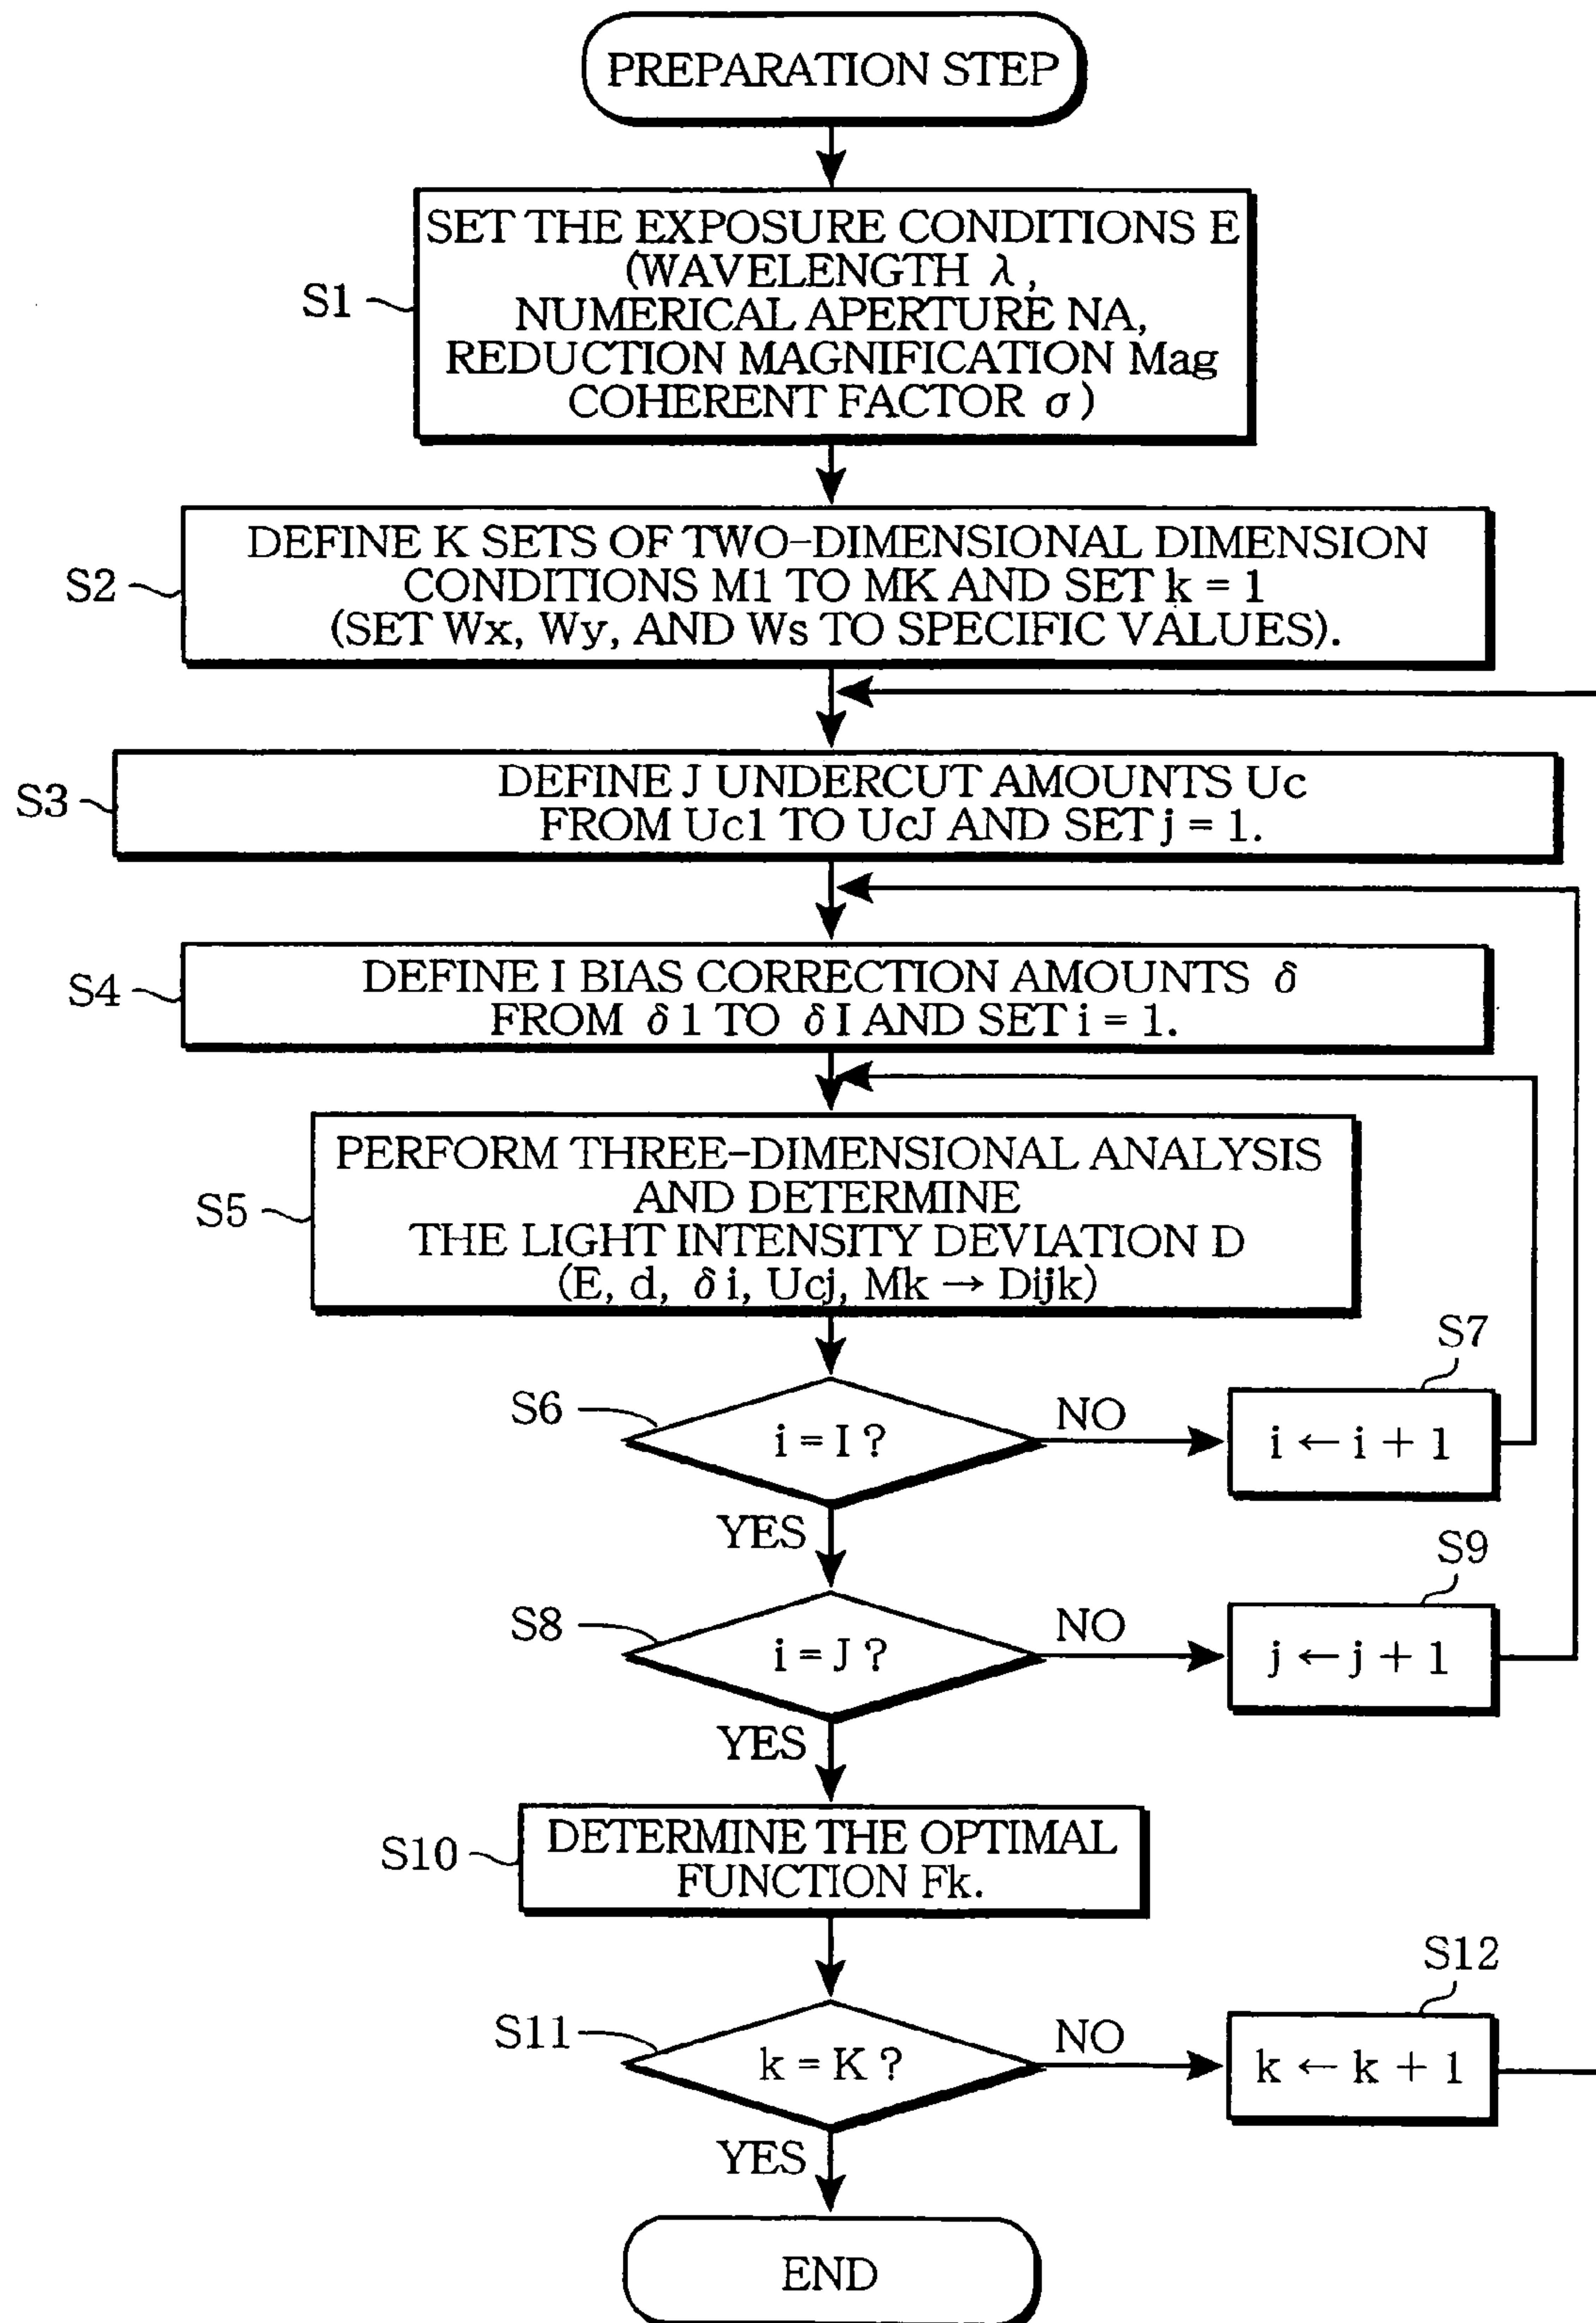 PREPARATION STEP
SET THE EXPOSURE CONDITIONS E
(WAVELENGTH λ,
NUMERICAL APERTURE NA,
REDUCTION MAGNIFICATION Mag
COHERENT FACTOR σ)
S1
DEFINE K SETS OF TWO-DIMENSIONAL DIMENSION
CONDITIONS M1 TO MK AND SET k = 1
(SET Wx, Wy, AND Ws TO SPECIFIC VALUES).
S2
DEFINE J UNDERCUT AMOUNTS Uc
FROM Uc1 TO UcJ AND SET j = 1.
S3
DEFINE I BIAS CORRECTION AMOUNTS δ
FROM δ1 TO δI AND SET i = 1.
S4
PERFORM THREE-DIMENSIONAL ANALYSIS
AND DETERMINE
THE LIGHT INTENSITY DEVIATION D
(E, d, δi, Ucj, Mk → Dijk)
S5
S6
i = I ?
NO
S7
i ← i + 1
YES
S8
i = J ?
NO
S9
j ← j + 1
YES
S10
DETERMINE THE OPTIMAL
FUNCTION Fk.
S11
k = K ?
NO
S12
k ← k + 1
YES
END